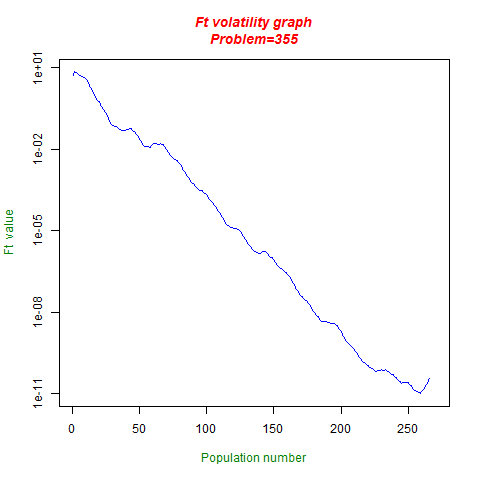 Ft volatility graph
Problem=355
1e+01
1e-02
1e-05
1e-08
1e-11
Ft value
0 50 100 150 200 250
Population number